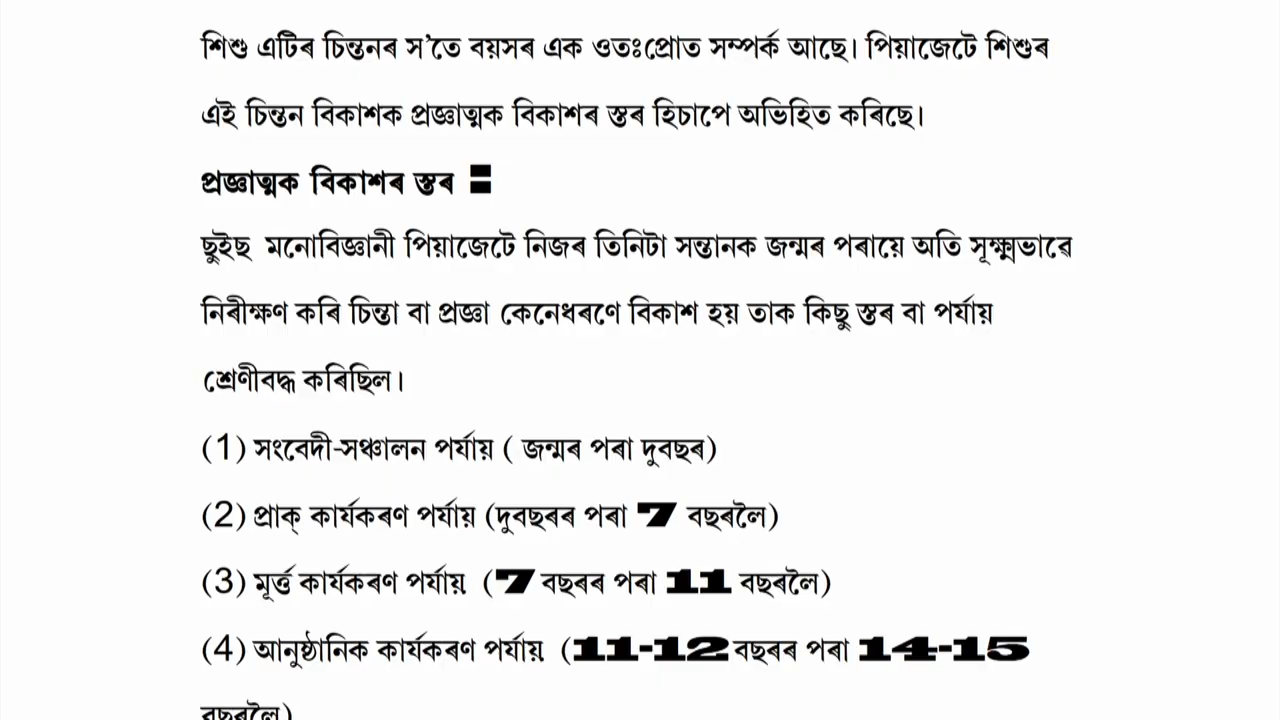 শিশু এটিৰ চিন্তনৰ স'তে বয়সৰ এক ওতঃপ্ৰোত সম্পৰ্ক আছে। পিয়াজেটে শিশুৰ
এই চিন্তন বিকাশক প্ৰজ্ঞাত্মক বিকাশৰ স্তৰ হিচাপে অভিহিত কৰিছে।
প্ৰজ্ঞাত্মক বিকাশৰ স্তৰ =
ছুইছ মনোবিজ্ঞানী পিয়াজেটে নিজৰ তিনিটা সন্তানক জন্মৰ পৰায়ে অতি সূক্ষ্মভাৱে
নিৰীক্ষণ কৰি চিন্তা বা প্ৰজ্ঞা কেনেধৰণে বিকাশ হয় তাক কিছু স্তৰ বা পৰ্যায়
শ্ৰেণীবদ্ধ কৰিছিল।
(1) সংবেদী-সঞ্চালন পৰ্যায় ( জন্মৰ পৰা দুবছৰ)
(2) প্ৰাক্ কাৰ্যকৰণ পৰ্যায় (দুবছৰৰ পৰা 7 বছৰলৈ)
(3) মূৰ্ত্ত কাৰ্যকৰণ পৰ্যায় (7 বছৰৰ পৰা 11 বছৰলৈ)
(4) আনুষ্ঠানিক কাৰ্যকৰণ পৰ্যায় (11-12 বছৰৰ পৰা 14-15
বছৰলৈ)